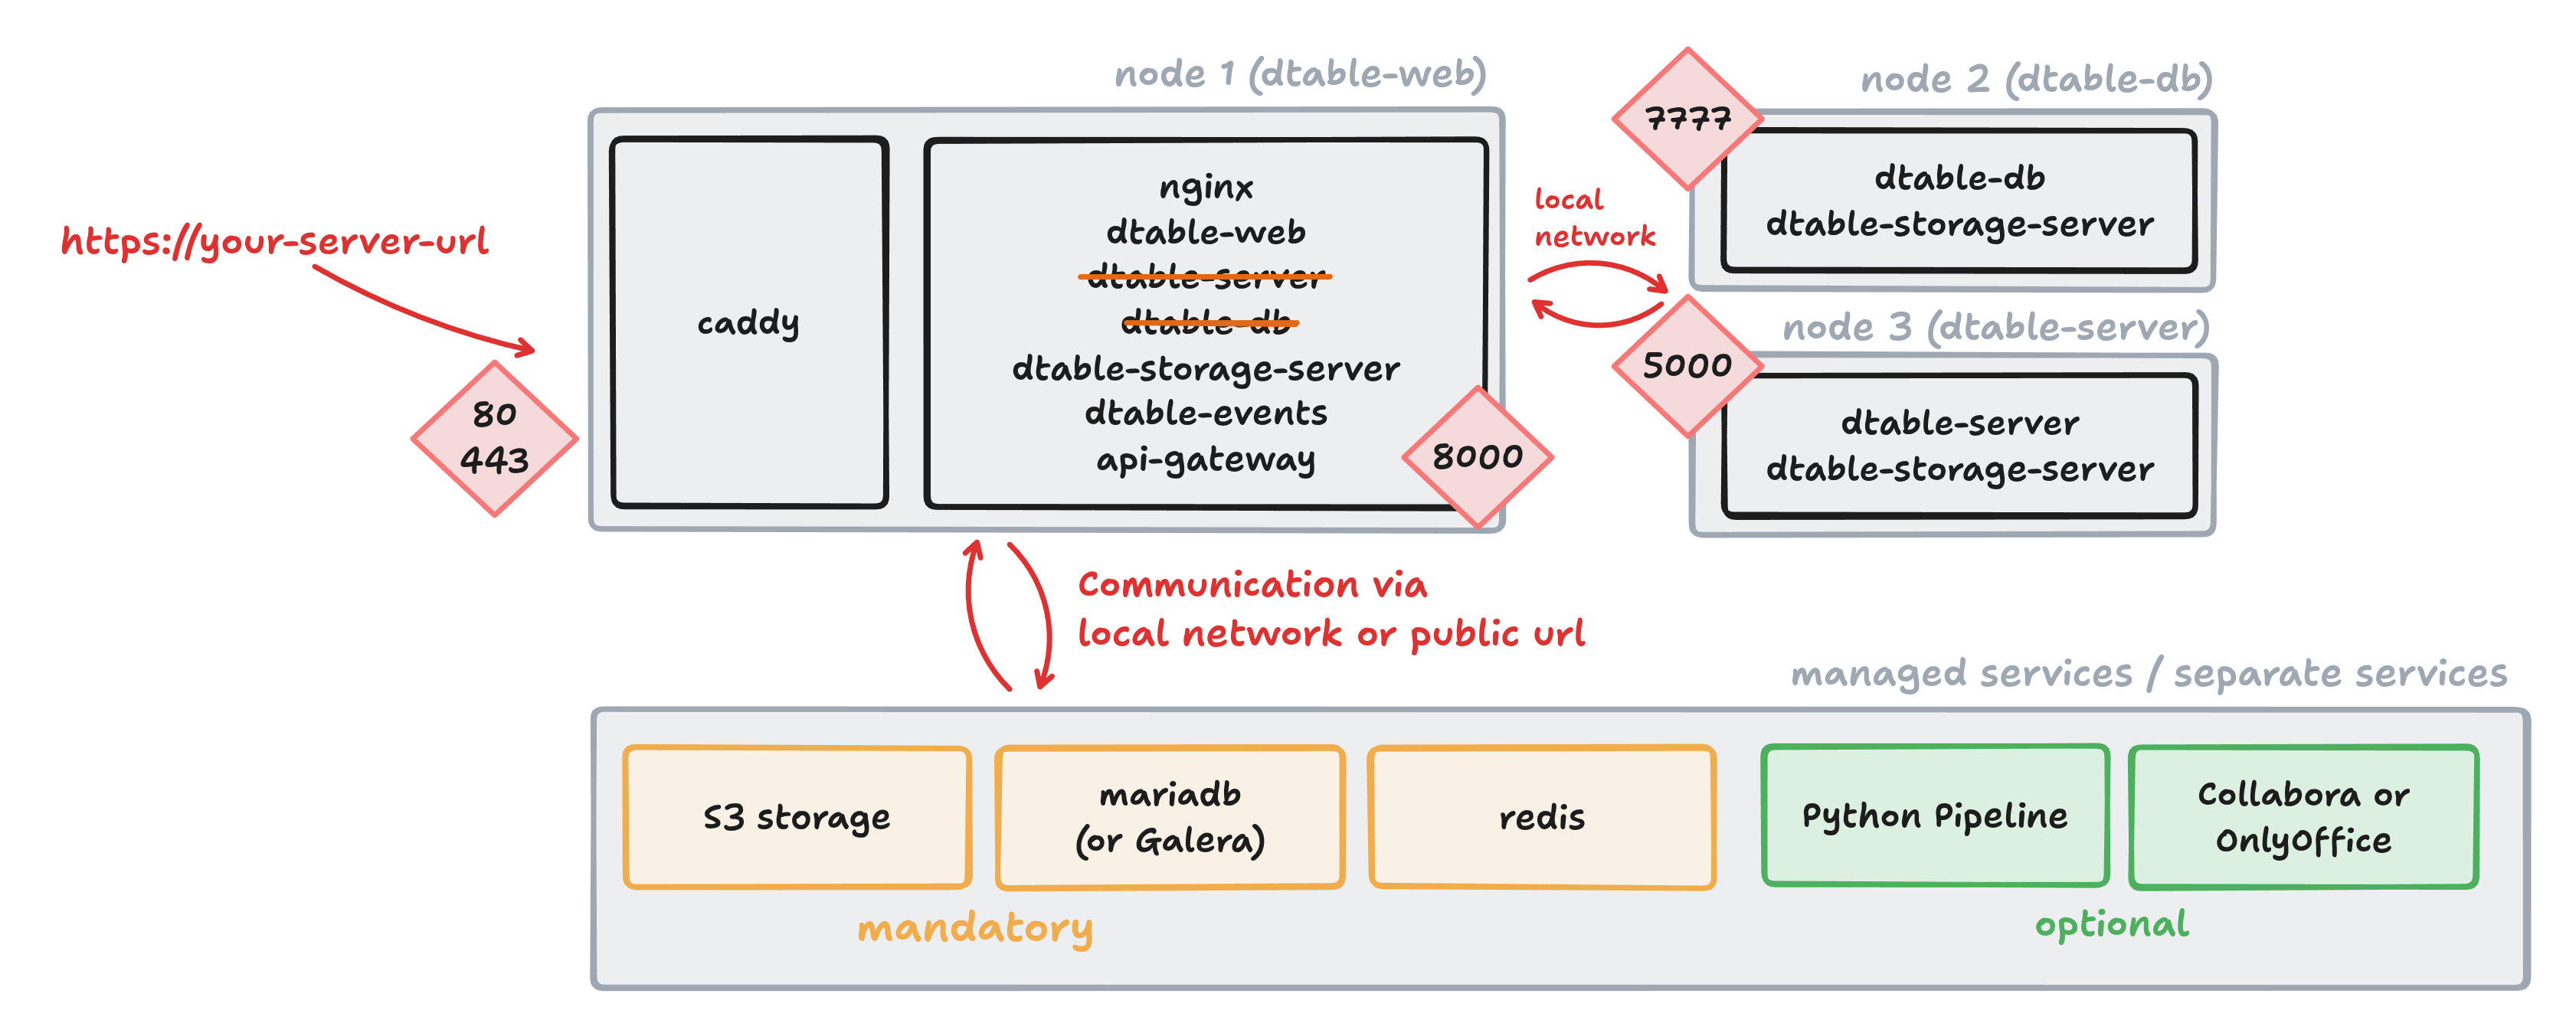 node 1 (dtable-web)
node 2 (dtable-db)
7777
dtable-db
dtable-storage-server
https://your-server-url
80
443
caddy
nginx
dtable-web
dtable-server
dtable-db
dtable-storage-server
dtable-events
api-gateway
8000
local
network
node 3 (dtable-server)
5000
dtable-server
dtable-storage-server
Communication via
local network or public url
managed services / separate services
S3 storage
mariadb
(or Galera)
redis
Python Pipeline
Collabora or
OnlyOffice
mandatory
optional